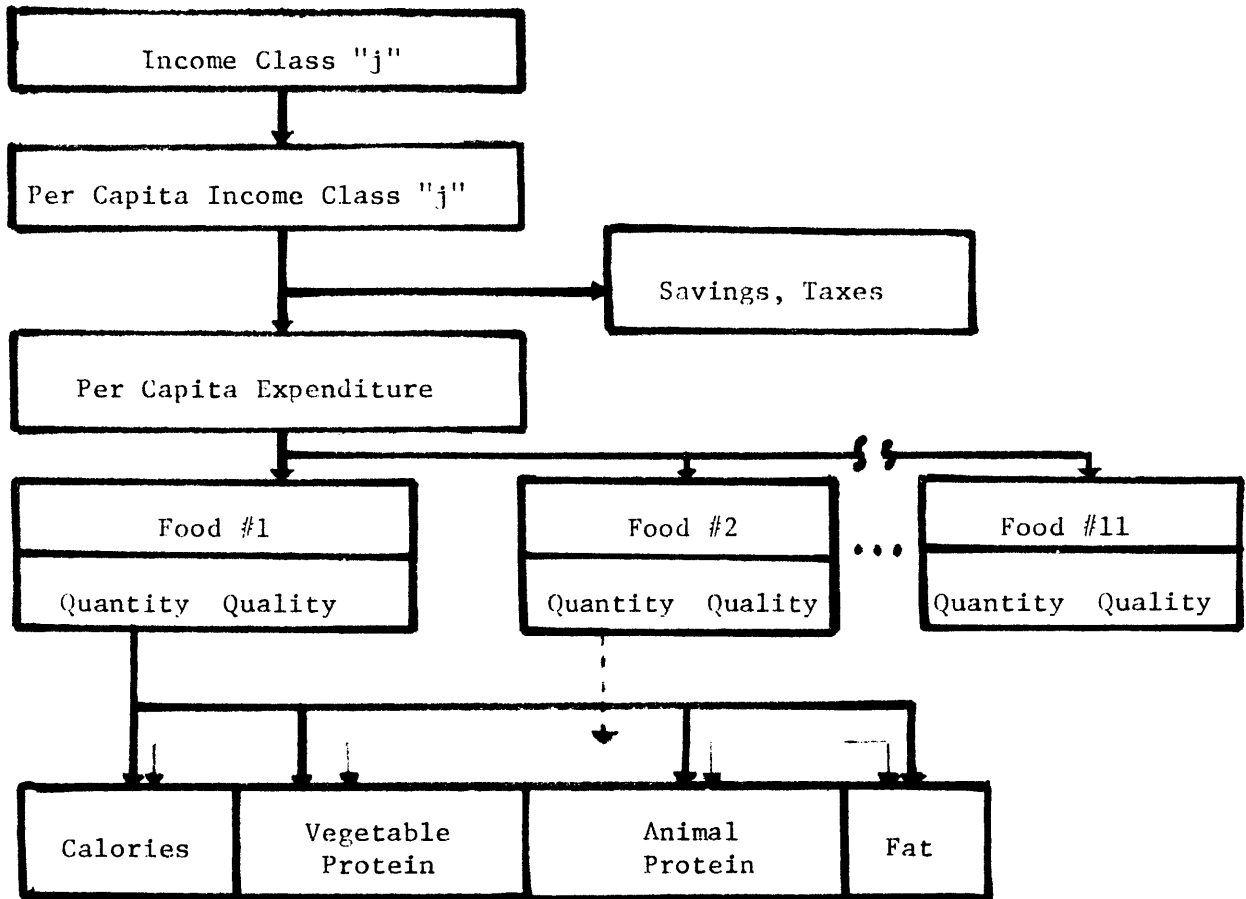 Income Class "j"
Per Capita Income Class "j"
Savings, Taxes
Per Capita Expenditure
Food #1
Food #2
...
Food #11
Quantity Quality
Quantity Quality
Quantity Quality
Calories
Vegetable
Protein
Animal
Protein
Fat